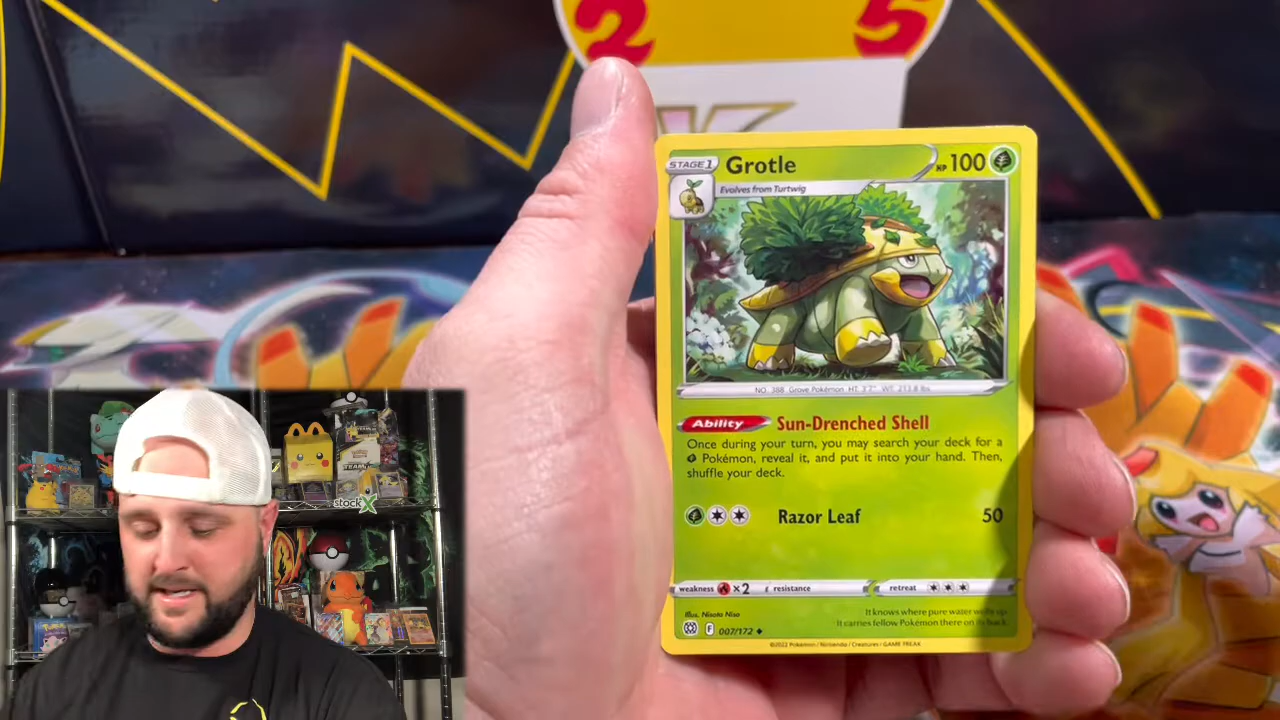 2 5
STAGE 1 Grotle HP 100
Evolves from Turtwig
NO. 388 Grove Pokémon HT: 3'7" WT: 213.8 lbs
Ability Sun-Drenched Shell
Once during your turn, you may search your deck for a
Pokémon, reveal it, and put it into your hand. Then,
shuffle your deck.
Razor Leaf 50
weakness ×2 resistance retreat
Illus. Nisota Niso
It knows where pure water wells up.
It carries fellow Pokémon there on its back.
F 007/172
©2022 Pokémon / Nintendo / Creatures / GAME FREAK
stockX